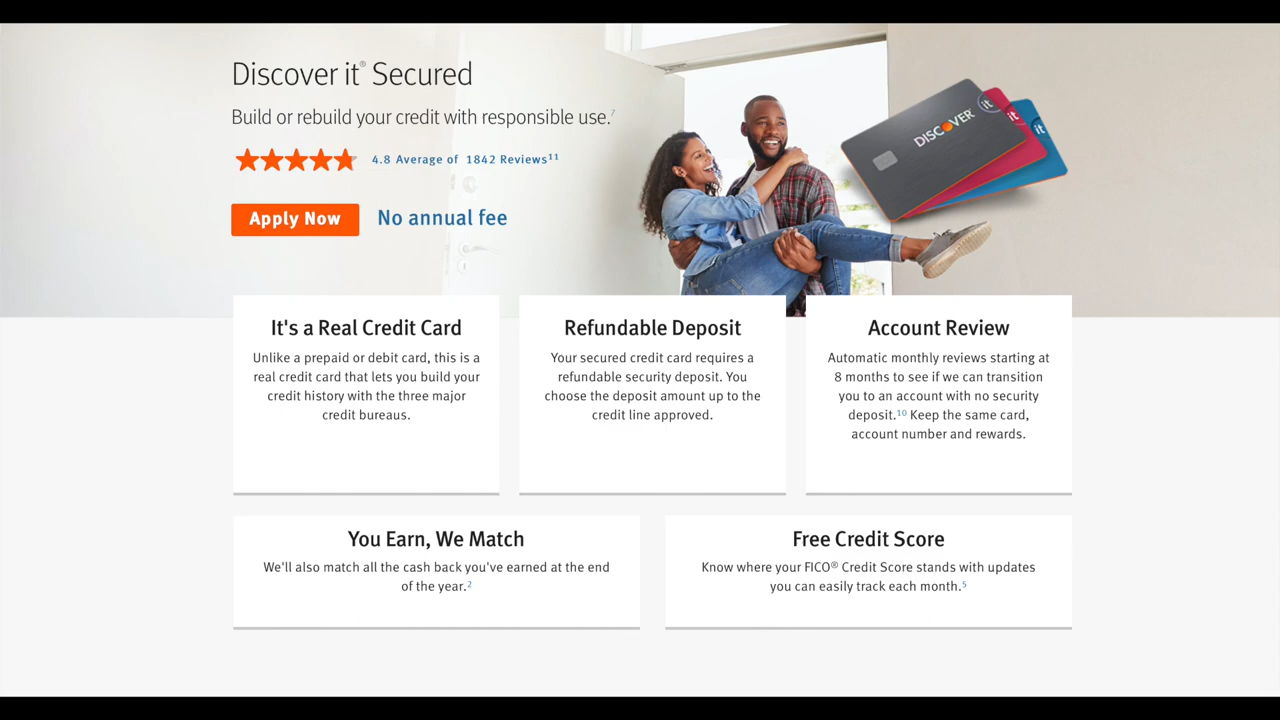 Discover it® Secured
Build or rebuild your credit with responsible use.7
4.8 Average of 1842 Reviews11
Apply Now
No annual fee
DISCOVER it
it
it
It's a Real Credit Card
Unlike a prepaid or debit card, this is a
real credit card that lets you build your
credit history with the three major
credit bureaus.
Refundable Deposit
Your secured credit card requires a
refundable security deposit. You
choose the deposit amount up to the
credit line approved.
Account Review
Automatic monthly reviews starting at
8 months to see if we can transition
you to an account with no security
deposit.10 Keep the same card,
account number and rewards.
You Earn, We Match
We'll also match all the cash back you've earned at the end
of the year.2
Free Credit Score
Know where your FICO® Credit Score stands with updates
you can easily track each month.5